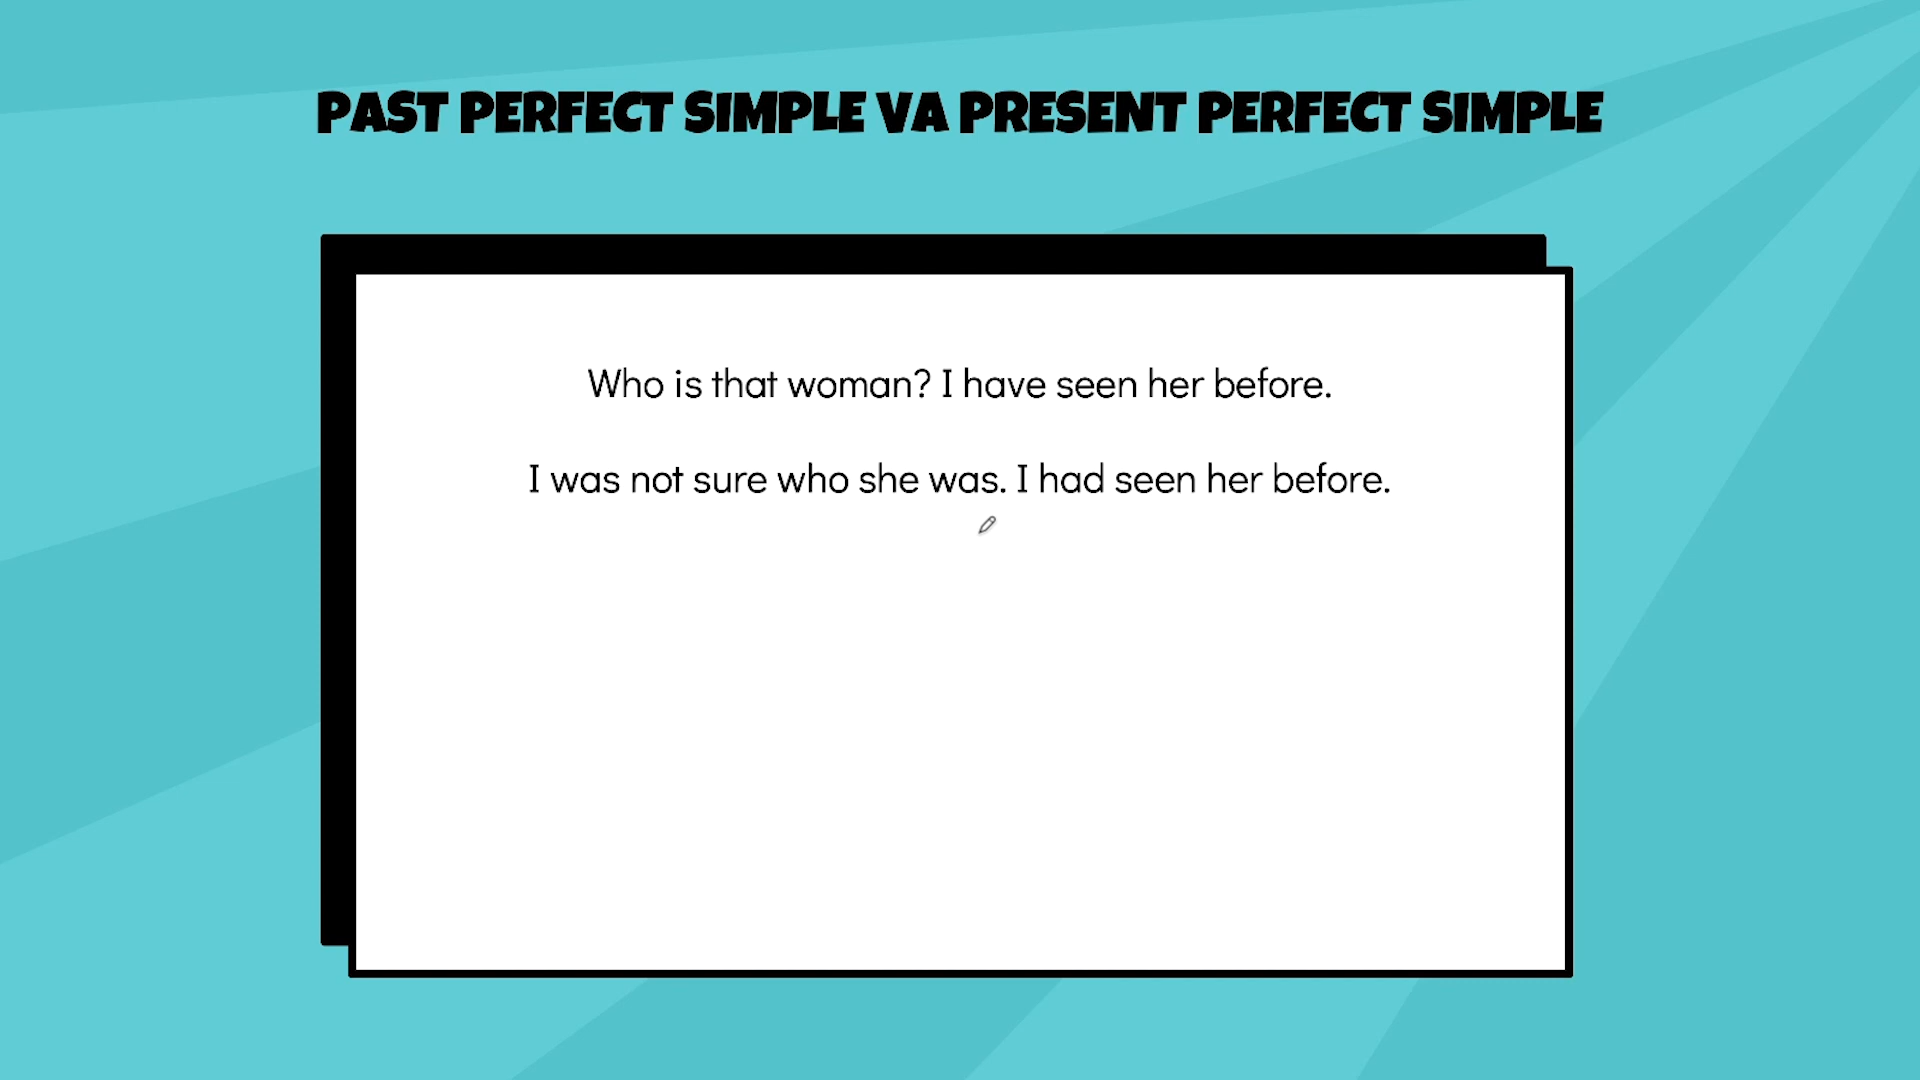 PAST PERFECT SIMPLE VA PRESENT PERFECT SIMPLE
Who is that woman? I have seen her before.
I was not sure who she was. I had seen her before.